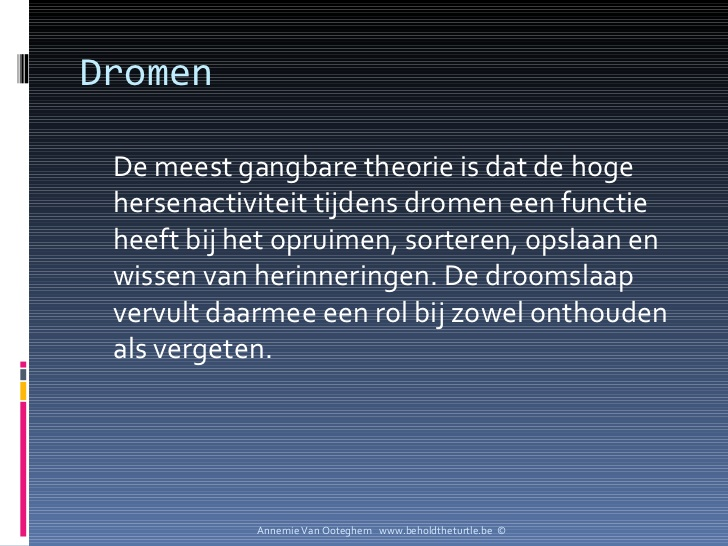 Dromen
De meest gangbare theorie is dat de hoge
hersenactiviteit tijdens dromen een functie
heeft bij het opruimen, sorteren, opslaan en
wissen van herinneringen. De droomslaap
vervult daarmee een rol bij zowel onthouden
als vergeten.
Annemie Van Ooteghem www.beholdtheturtle.be ©